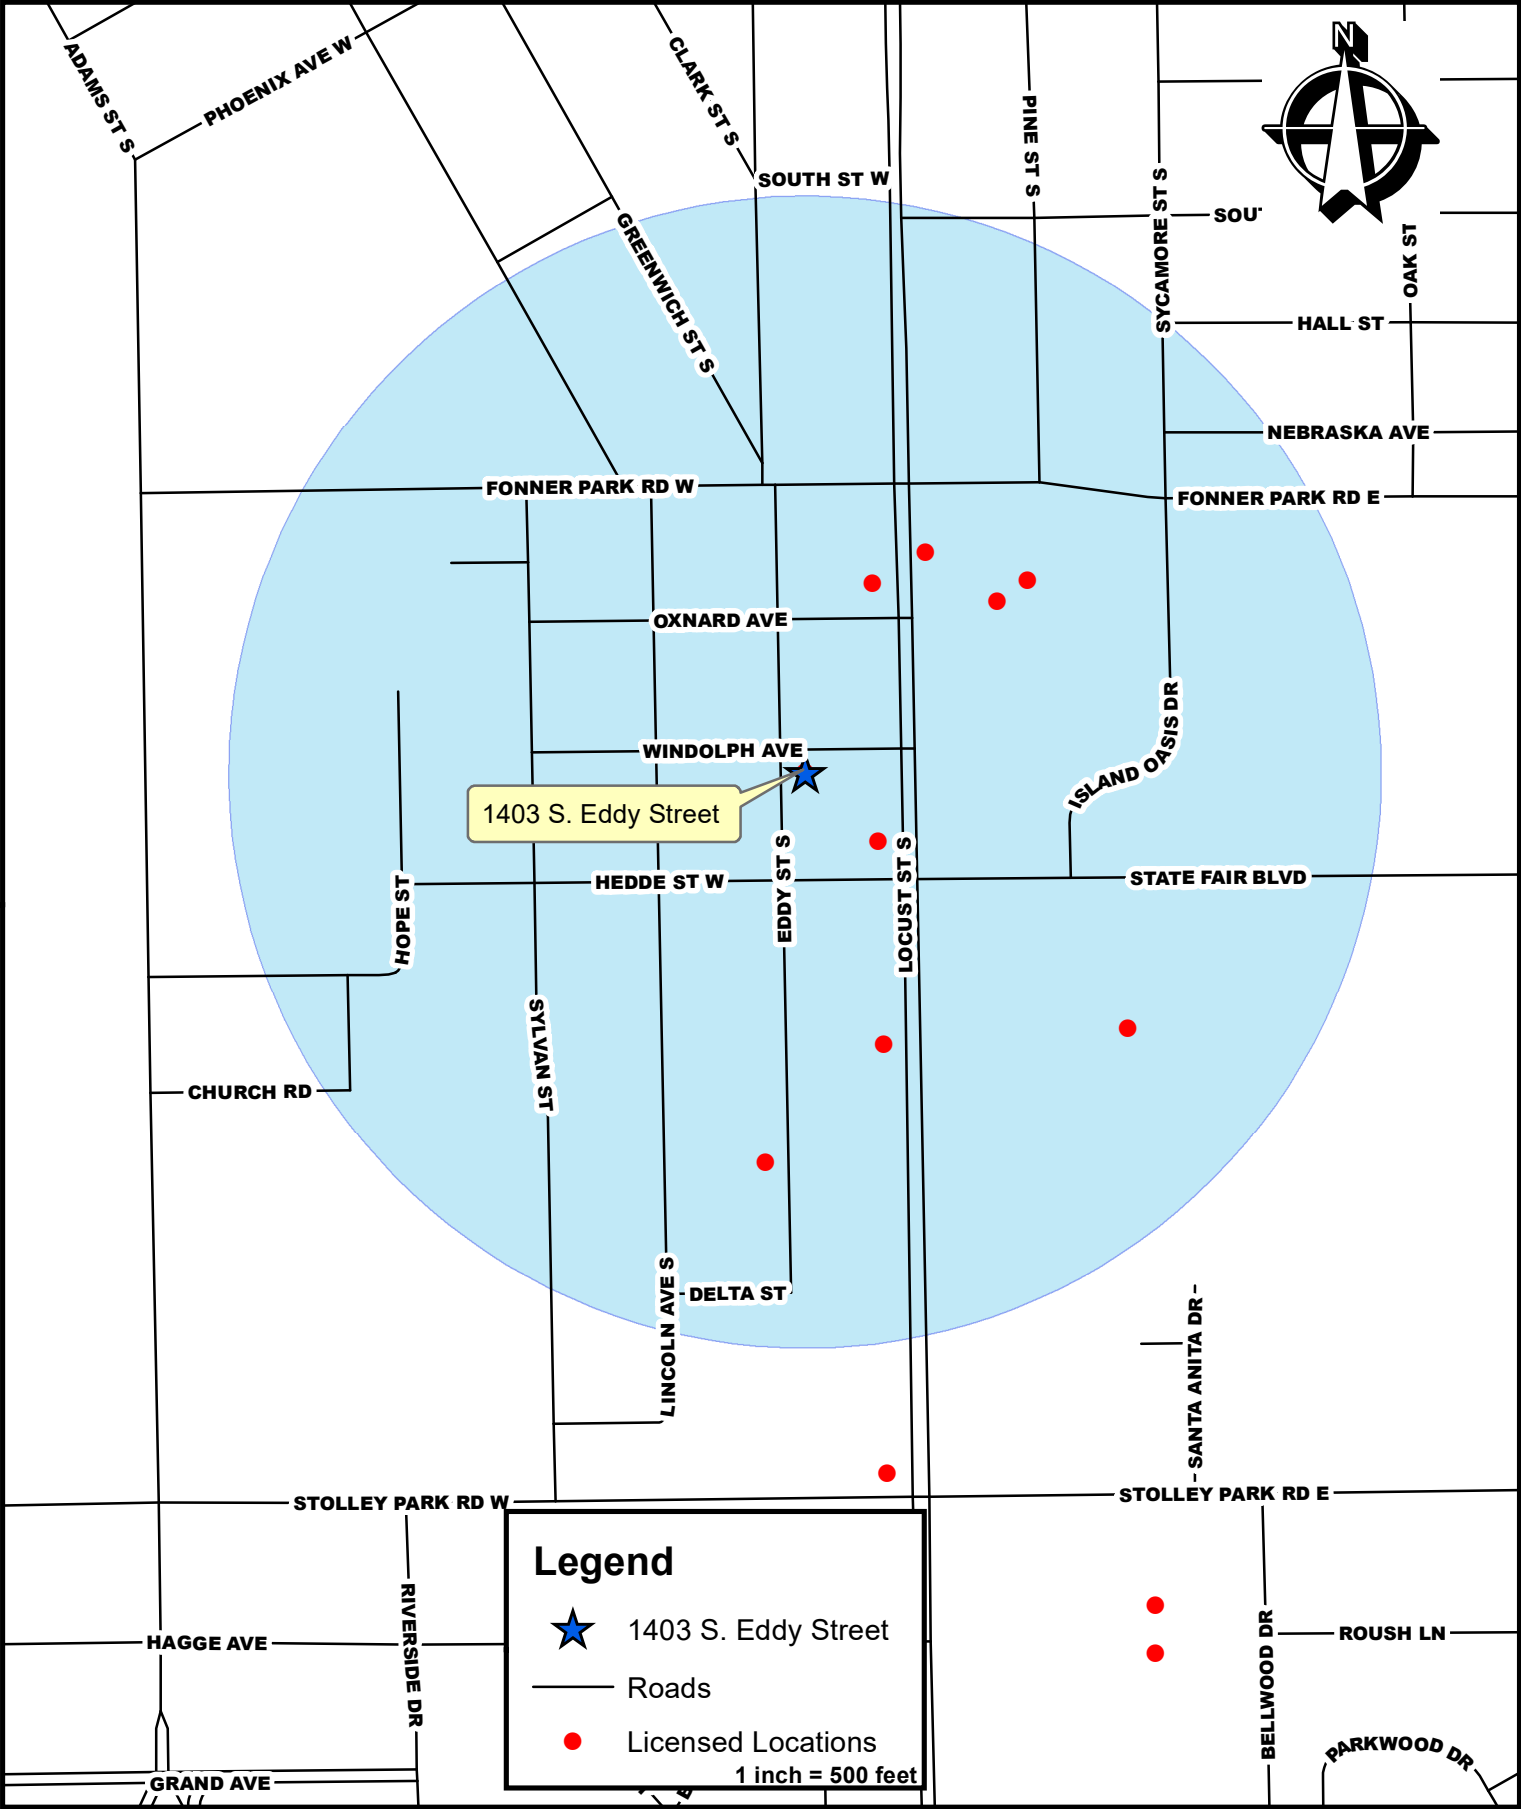 N
ADAMS ST S
PHOENIX AVE W
CLARK ST S
PINE ST S
SOUTH ST W
SYCAMORE ST S
SOUT
OAK ST
GREENWICH ST S
HALL ST
NEBRASKA AVE
FONNER PARK RD W
FONNER PARK RD E
OXNARD AVE
WINDOLPH AVE
ISLAND OASIS DR
1403 S. Eddy Street
EDDY ST S
LOCUST ST S
HEDDE ST W
STATE FAIR BLVD
HOPE ST
SYLVAN ST
CHURCH RD
LINCOLN AVE S
DELTA ST
SANTA ANITA DR
STOLLEY PARK RD W
STOLLEY PARK RD E
Legend
1403 S. Eddy Street
Roads
Licensed Locations
1 inch = 500 feet
RIVERSIDE DR
HAGGE AVE
BELLWOOD DR
ROUSH LN
PARKWOOD DR
GRAND AVE